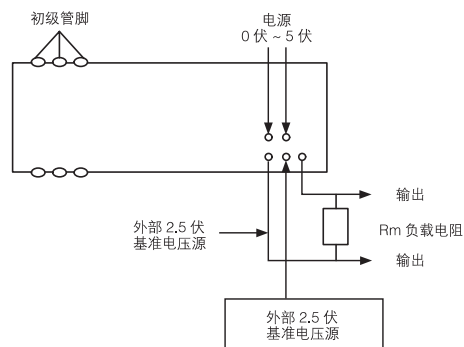 初级管脚
电源
0 伏～5 伏
输出
外部 2.5 伏
基准电压源
Rm 负载电阻
输出
外部 2.5 伏
基准电压源